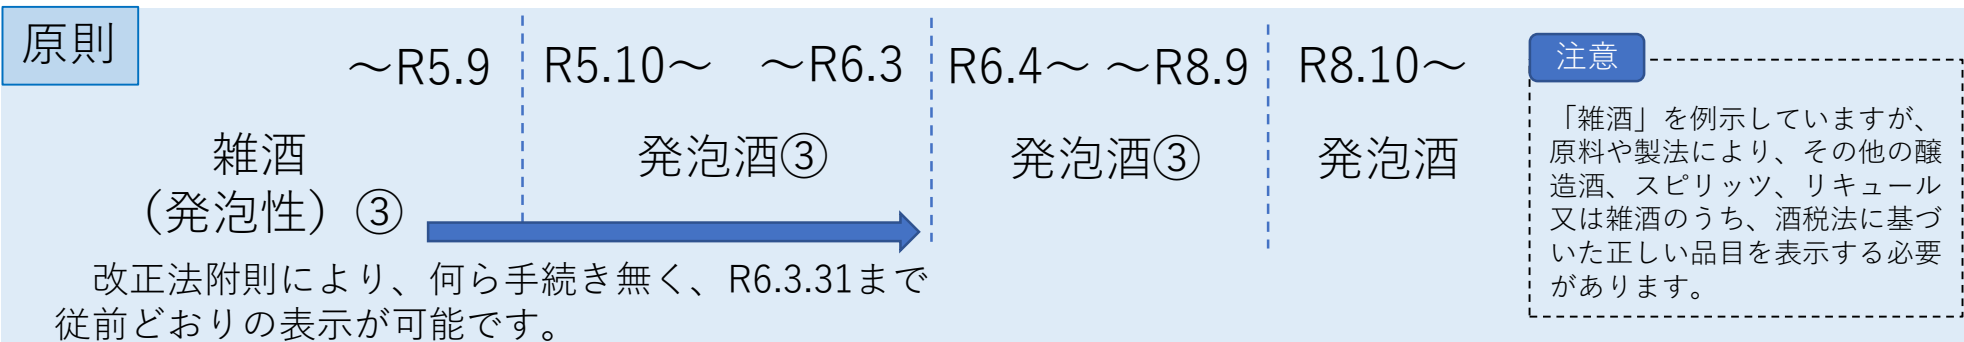 原則
～R5.9 R5.10～ ～R6.3 R6.4～ ～R8.9 R8.10～
雑酒
（発泡性）③
発泡酒③ 発泡酒③ 発泡酒
改正法附則により、何ら手続き無く、R6.3.31まで
従前どおりの表示が可能です。
注意
「雑酒」を例示していますが、
原料や製法により、その他の醸
造酒、スピリッツ、リキュール
又は雑酒のうち、酒税法に基づ
いた正しい品目を表示する必要
があります。